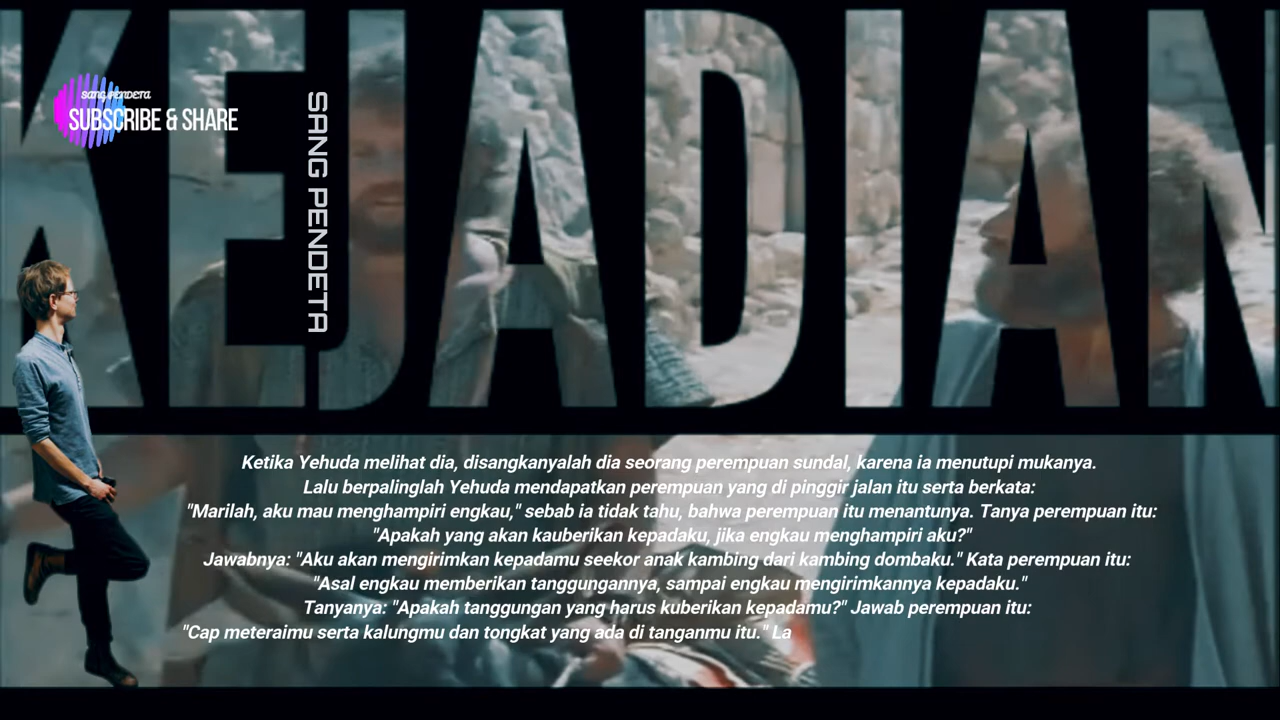 KEJADIAN
sang pendeta
SUBSCRIBE & SHARE
SANG PENDETA
Ketika Yehuda melihat dia, disangkanyalah dia seorang perempuan sundal, karena ia menutupi mukanya.
Lalu berpalinglah Yehuda mendapatkan perempuan yang di pinggir jalan itu serta berkata:
"Marilah, aku mau menghampiri engkau," sebab ia tidak tahu, bahwa perempuan itu menantunya. Tanya perempuan itu:
"Apakah yang akan kauberikan kepadaku, jika engkau menghampiri aku?"
Jawabnya: "Aku akan mengirimkan kepadamu seekor anak kambing dari kambing dombaku." Kata perempuan itu:
"Asal engkau memberikan tanggungannya, sampai engkau mengirimkannya kepadaku."
Tanyanya: "Apakah tanggungan yang harus kuberikan kepadamu?" Jawab perempuan itu:
"Cap meteraimu serta kalungmu dan tongkat yang ada di tanganmu itu." La